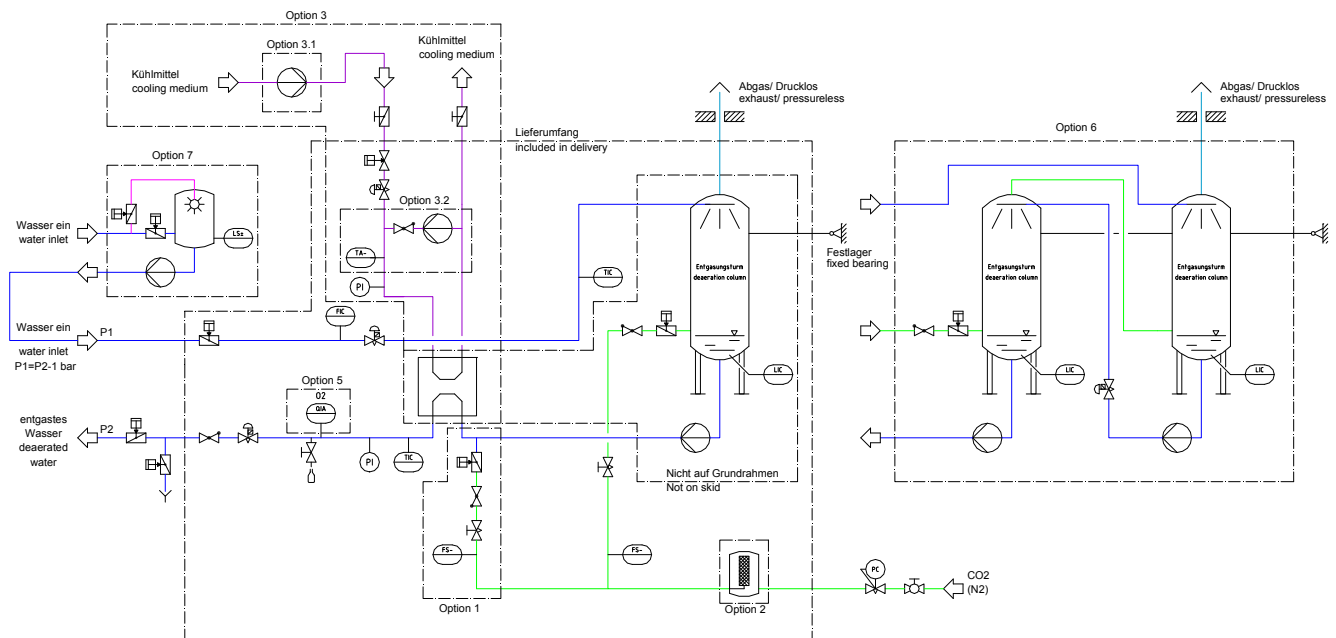 Option 3
Option 3.1
Kühlmittel
cooling medium
Kühlmittel
cooling medium
Abgas/ Drucklos
exhaust/ pressureless
Abgas/ Drucklos
exhaust/ pressureless
Lieferumfang
included in delivery
Option 6
Option 7
Option 3.2
Wasser ein
water inlet
LS±
TA-
PI
TIC
Festlager
fixed bearing
Entgasungsturm
deaeration column
Entgasungsturm
deaeration column
Entgasungsturm
deaeration column
Wasser ein
water inlet
P1=P2-1 bar
P1
FIC
LIC
LIC
LIC
Option 5
O2
QIA
entgastes
Wasser
deaerated
water
P2
PI
TIC
Nicht auf Grundrahmen
Not on skid
FS-
FS-
PC
CO2
(N2)
Option 1
Option 2